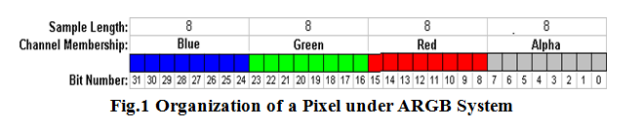 Sample Length: 8 8 8 8
Channel Membership: Blue Green Red Alpha
Bit Number: 31 30 29 28 27 26 25 24 23 22 21 20 19 18 17 16 15 14 13 12 11 10 9 8 7 6 5 4 3 2 1 0
Fig.1 Organization of a Pixel under ARGB System